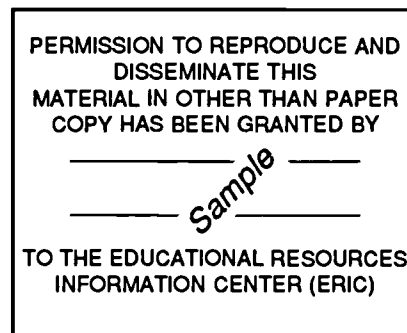 PERMISSION TO REPRODUCE AND
DISSEMINATE THIS
MATERIAL IN OTHER THAN PAPER
COPY HAS BEEN GRANTED BY
Sample
TO THE EDUCATIONAL RESOURCES
INFORMATION CENTER (ERIC)